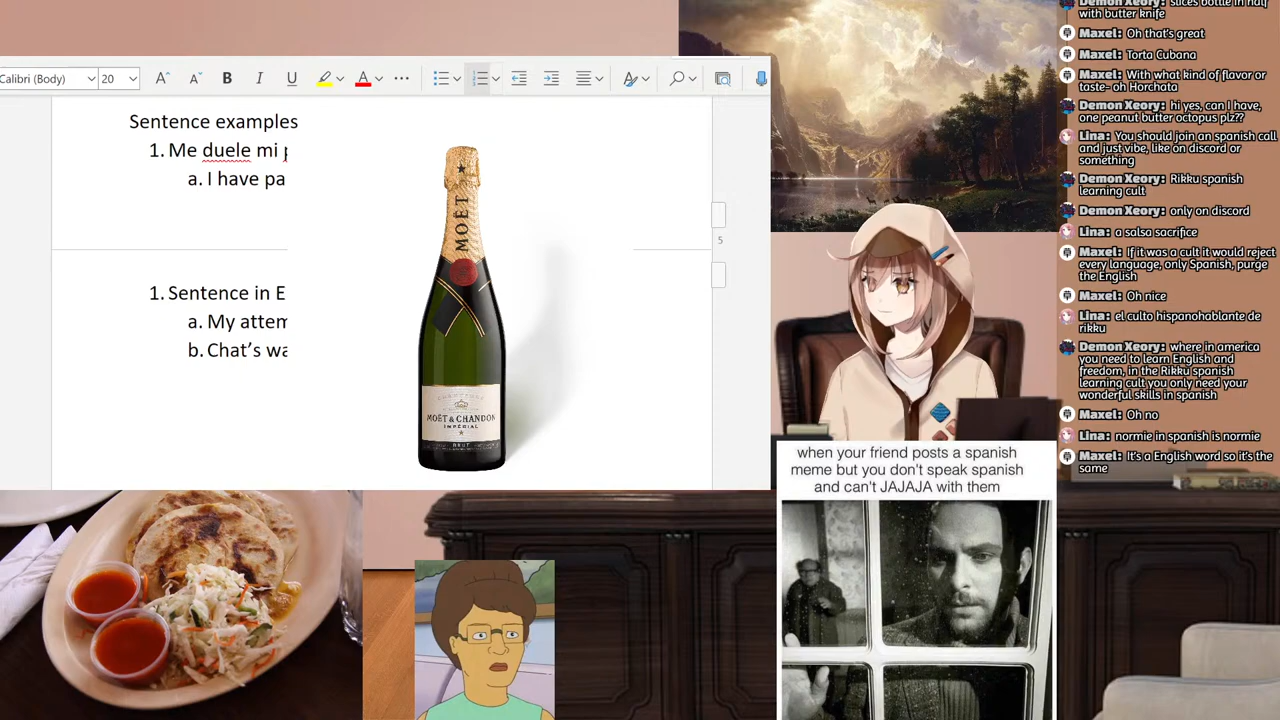 Calibri (Body)
20
Sentence examples
1. Me duele mi
a. I have pa
5
1. Sentence in E
a. My attem
b. Chat’s wa
MOËT
MOËT & CHANDON
IMPÉRIAL
BRUT
Demon Xeory: slices bottle in half
with butter knife
Maxel: Oh that's great
Maxel: Torta Cubana
Maxel: With what kind of flavor or
taste- oh Horchata
Demon Xeory: hi yes, can I have,
one peanut butter octopus plz??
Lina: You should join an spanish call
and just vibe, like on discord or
something
Demon Xeory: Rikku spanish
learning cult
Demon Xeory: only on discord
Lina: a salsa sacrifice
Maxel: If it was a cult it would reject
every language, only Spanish, purge
the English
Maxel: Oh nice
Lina: el culto hispanohablante de
rikku
Demon Xeory: where in america
you need to learn English and
freedom, in the Rikku spanish
learning cult you only need your
wonderful skills in spanish
Maxel: Oh no
Lina: normie in spanish is normie
Maxel: It's a English word so it's the
same
when your friend posts a spanish
meme but you don't speak spanish
and can't JAJAJA with them